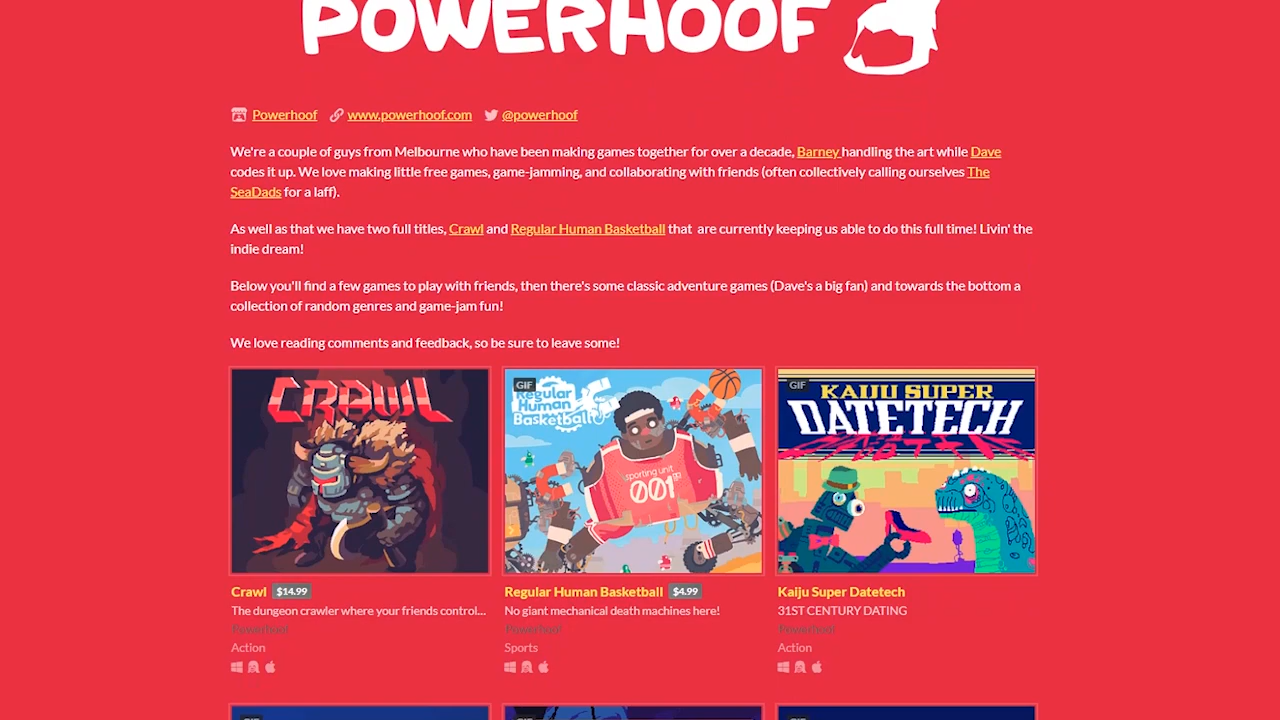 POWERHOOF
Powerhoof www.powerhoof.com @powerhoof
We're a couple of guys from Melbourne who have been making games together for over a decade, Barney handling the art while Dave
codes it up. We love making little free games, game-jamming, and collaborating with friends (often collectively calling ourselves The
SeaDads for a laff).
As well as that we have two full titles, Crawl and Regular Human Basketball that are currently keeping us able to do this full time! Livin' the
indie dream!
Below you'll find a few games to play with friends, then there's some classic adventure games (Dave's a big fan) and towards the bottom a
collection of random genres and game-jam fun!
We love reading comments and feedback, so be sure to leave some!
CRAWL
GIF
Regular
Human
Basketball
sporting unit
001
GIF
KAIJU SUPER
DATETECH
Crawl $14.99
The dungeon crawler where your friends control...
Powerhoof
Action
Regular Human Basketball $4.99
No giant mechanical death machines here!
Powerhoof
Sports
Kaiju Super Datetech
31ST CENTURY DATING
Powerhoof
Action